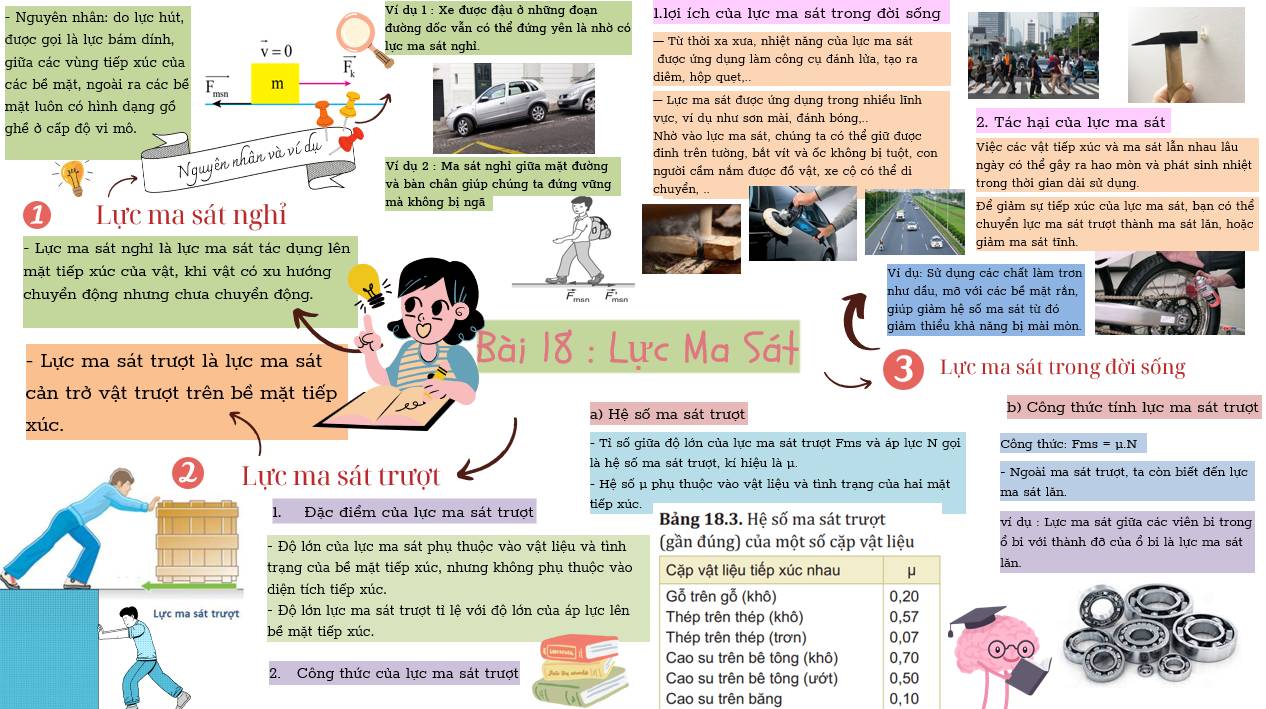 Bài 18 : Lực Ma Sát
1
Lực ma sát nghỉ
- Lực ma sát nghỉ là lực ma sát tác dụng lên
mặt tiếp xúc của vật, khi vật có xu hướng
chuyển động nhưng chưa chuyển động.
Nguyên nhân và ví dụ
- Nguyên nhân: do lực hút,
được gọi là lực bám dính,
giữa các vùng tiếp xúc của
các bề mặt, ngoài ra các bề
mặt luôn có hình dạng gồ
ghề ở cấp độ vi mô.
v = 0
m
Fmsn
Fk
Ví dụ 1 : Xe được đậu ở những đoạn
đường dốc vẫn có thể đứng yên là nhờ có
lực ma sát nghỉ.
Ví dụ 2 : Ma sát nghỉ giữa mặt đường
và bàn chân giúp chúng ta đứng vững
mà không bị ngã
Fmsn
F'msn
2
Lực ma sát trượt
- Lực ma sát trượt là lực ma sát
cản trở vật trượt trên bề mặt tiếp
xúc.
Lực ma sát trượt
1. Đặc điểm của lực ma sát trượt
- Độ lớn của lực ma sát phụ thuộc vào vật liệu và tình
trạng của bề mặt tiếp xúc, nhưng không phụ thuộc vào
diện tích tiếp xúc.
- Độ lớn lực ma sát trượt tỉ lệ với độ lớn của áp lực lên
bề mặt tiếp xúc.
2. Công thức của lực ma sát trượt
a) Hệ số ma sát trượt
- Tỉ số giữa độ lớn của lực ma sát trượt Fms và áp lực N gọi
là hệ số ma sát trượt, kí hiệu là μ.
- Hệ số μ phụ thuộc vào vật liệu và tình trạng của hai mặt
tiếp xúc.
Bảng 18.3. Hệ số ma sát trượt
(gần đúng) của một số cặp vật liệu
Cặp vật liệu tiếp xúc nhau μ
Gỗ trên gỗ (khô) 0,20
Thép trên thép (khô) 0,57
Thép trên thép (trơn) 0,07
Cao su trên bê tông (khô) 0,70
Cao su trên bê tông (ướt) 0,50
Cao su trên băng 0,10
b) Công thức tính lực ma sát trượt
Công thức: Fms = μ.N
- Ngoài ma sát trượt, ta còn biết đến lực
ma sát lăn.
ví dụ : Lực ma sát giữa các viên bi trong
ổ bi với thành đỡ của ổ bi là lực ma sát
lăn.
3
Lực ma sát trong đời sống
1.lợi ích của lực ma sát trong đời sống
— Từ thời xa xưa, nhiệt năng của lực ma sát
được ứng dụng làm công cụ đánh lửa, tạo ra
diêm, hộp quẹt,..
— Lực ma sát được ứng dụng trong nhiều lĩnh
vực, ví dụ như sơn mài, đánh bóng,..
Nhờ vào lực ma sát, chúng ta có thể giữ được
đinh trên tường, bắt vít và ốc không bị tuột, con
người cầm nắm được đồ vật, xe cộ có thể di
chuyển, ..
2. Tác hại của lực ma sát
Việc các vật tiếp xúc và ma sát lẫn nhau lâu
ngày có thể gây ra hao mòn và phát sinh nhiệt
trong thời gian dài sử dụng.
Để giảm sự tiếp xúc của lực ma sát, bạn có thể
chuyển lực ma sát trượt thành ma sát lăn, hoặc
giảm ma sát tĩnh.
Ví dụ: Sử dụng các chất làm trơn
như dầu, mỡ với các bề mặt rắn,
giúp giảm hệ số ma sát từ đó
giảm thiểu khả năng bị mài mòn.